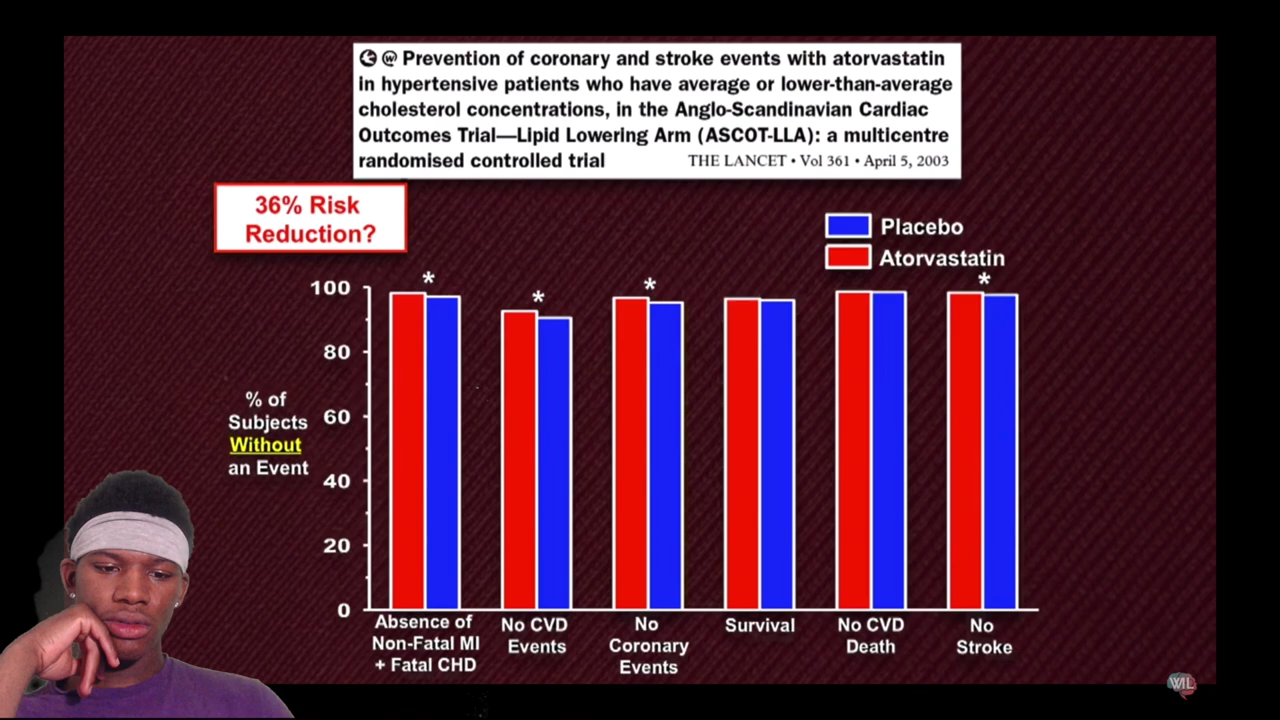 Prevention of coronary and stroke events with atorvastatin
in hypertensive patients who have average or lower-than-average
cholesterol concentrations, in the Anglo-Scandinavian Cardiac
Outcomes Trial—Lipid Lowering Arm (ASCOT-LLA): a multicentre
randomised controlled trial THE LANCET • Vol 361 • April 5, 2003
36% Risk
Reduction?
Placebo
Atorvastatin
* * * *
100
80
60
40
20
0
% of
Subjects
Without
an Event
Absence of
Non-Fatal MI
+ Fatal CHD
No CVD
Events
No
Coronary
Events
Survival
No CVD
Death
No
Stroke
WIL